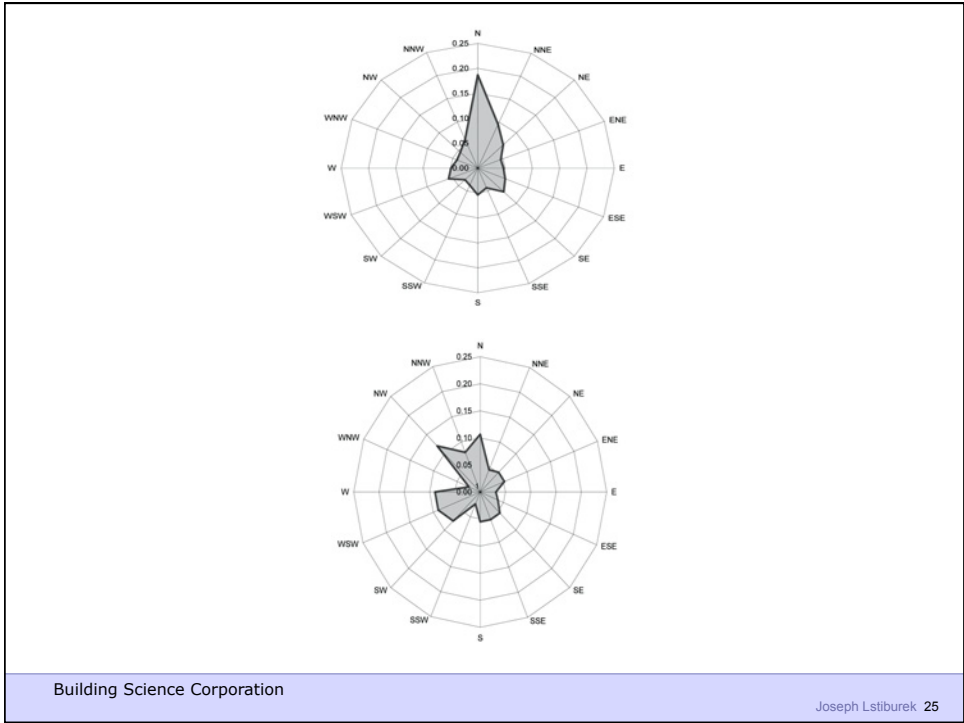 N
0.25
NNW
NNE
0.20
NW
NE
0.15
WNW
0.10
ENE
0.05
W
0.00
E
WSW
ESE
SW
SE
SSW
SSE
S
N
0.25
NNW
NNE
0.20
NW
NE
0.15
WNW
0.10
ENE
0.05
W
0.00
E
WSW
ESE
SW
SE
SSW
SSE
S
Building Science Corporation
Joseph Lstiburek 25